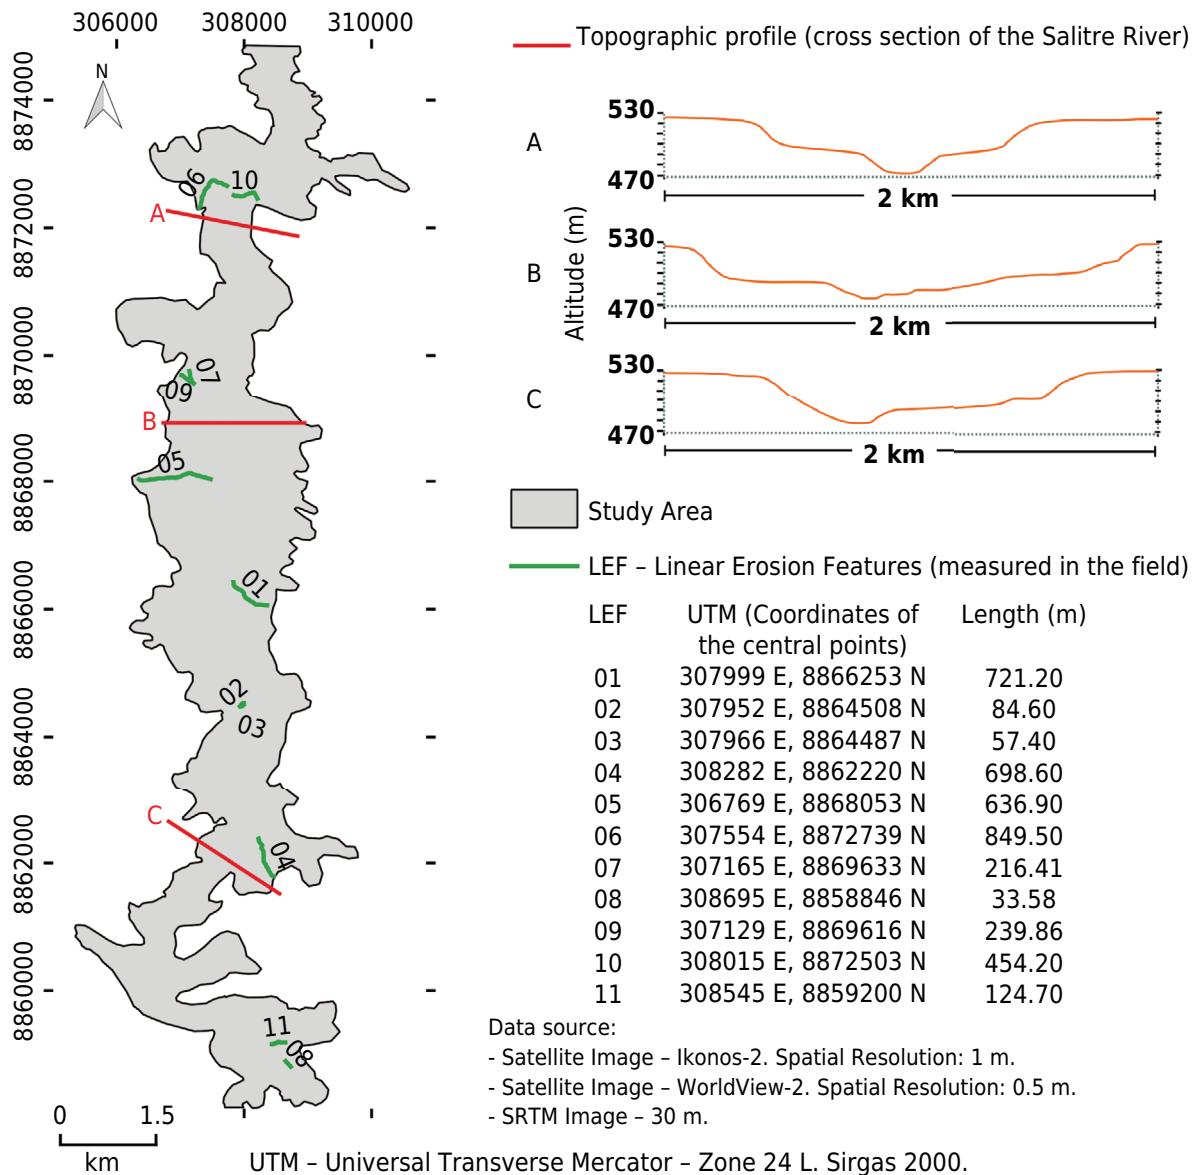 306000 308000 310000
8874000
8872000
8870000
8868000
8866000
8864000
8862000
8860000
N
06
10
A
07
09
B
05
01
02
03
C
04
11
08
0 1.5
km
Topographic profile (cross section of the Salitre River)
Altitude (m)
A
530
470
2 km
B
530
470
2 km
C
530
470
2 km
Study Area
LEF – Linear Erosion Features (measured in the field)
LEF UTM (Coordinates of the central points) Length (m)
01 307999 E, 8866253 N 721.20
02 307952 E, 8864508 N 84.60
03 307966 E, 8864487 N 57.40
04 308282 E, 8862220 N 698.60
05 306769 E, 8868053 N 636.90
06 307554 E, 8872739 N 849.50
07 307165 E, 8869633 N 216.41
08 308695 E, 8858846 N 33.58
09 307129 E, 8869616 N 239.86
10 308015 E, 8872503 N 454.20
11 308545 E, 8859200 N 124.70
Data source:
- Satellite Image – Ikonos-2. Spatial Resolution: 1 m.
- Satellite Image – WorldView-2. Spatial Resolution: 0.5 m.
- SRTM Image – 30 m.
UTM – Universal Transverse Mercator – Zone 24 L. Sirgas 2000.